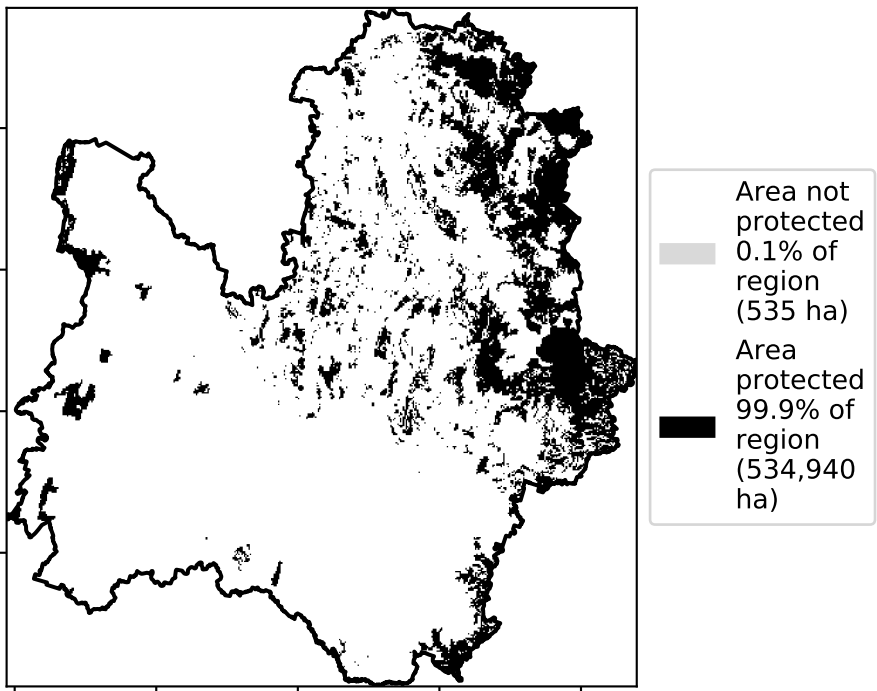 Area not
protected
0.1% of
region
(535 ha)
Area
protected
99.9% of
region
(534,940
ha)